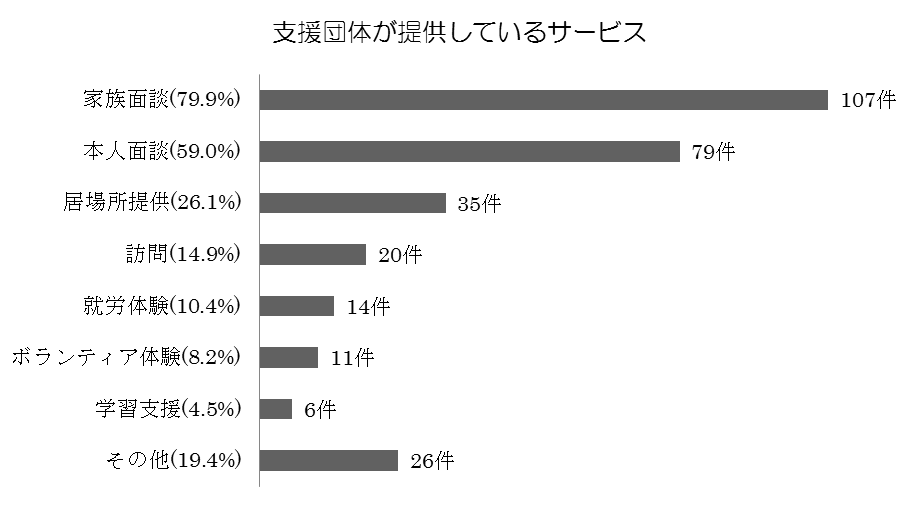 支援団体が提供しているサービス
家族面談(79.9%) 107件
本人面談(59.0%) 79件
居場所提供(26.1%) 35件
訪問(14.9%) 20件
就労体験(10.4%) 14件
ボランティア体験(8.2%) 11件
学習支援(4.5%) 6件
その他(19.4%) 26件